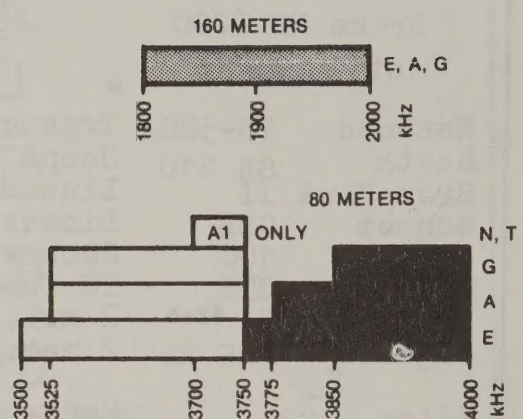 160 METERS
E, A, G
1800
1900
2000
kHz
80 METERS
A1 ONLY
N, T
G
A
E
3500
3525
3700
3750
3775
3850
4000
kHz